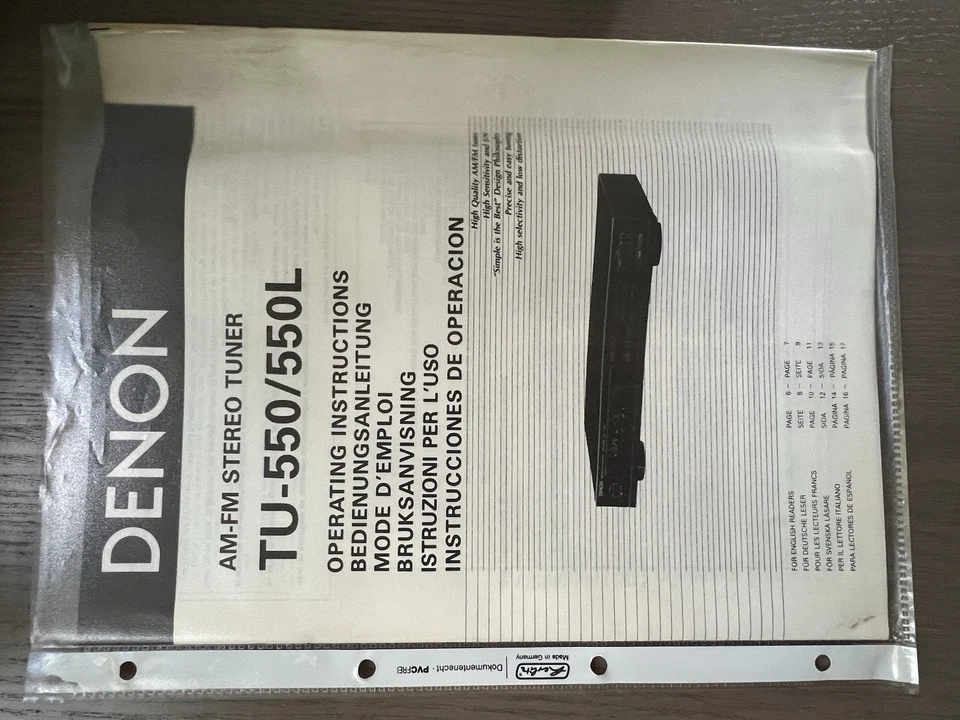 DENON
AM-FM STEREO TUNER
TU-550/550L
OPERATING INSTRUCTIONS
BEDIENUNGSANLEITUNG
MODE D'EMPLOI
BRUKSANVISNING
ISTRUZIONI PER L'USO
INSTRUCCIONES DE OPERACION
High Quality AM/FM tuner
High Sensitivity and S/N
"Simple is the Best" Design Philosophy
Precise and easy tuning
High selectivity and low distortion
DENON
FOR ENGLISH READERS PAGE 6 — PAGE 7
FÜR DEUTSCHE LESER SEITE 8 — SEITE 9
POUR LES LECTEURS FRANCS PAGE 10 — PAGE 11
FÖR SVENSKA LÄSARE SIDA 12 — SIDA 13
PER IL LETTORE ITALIANO PAGINA 14 — PAGINA 15
PARA LECTORES DE ESPAÑOL PAGINA 16 — PAGINA 17
Dokumentenecht · PVC-FREI
Made in Germany